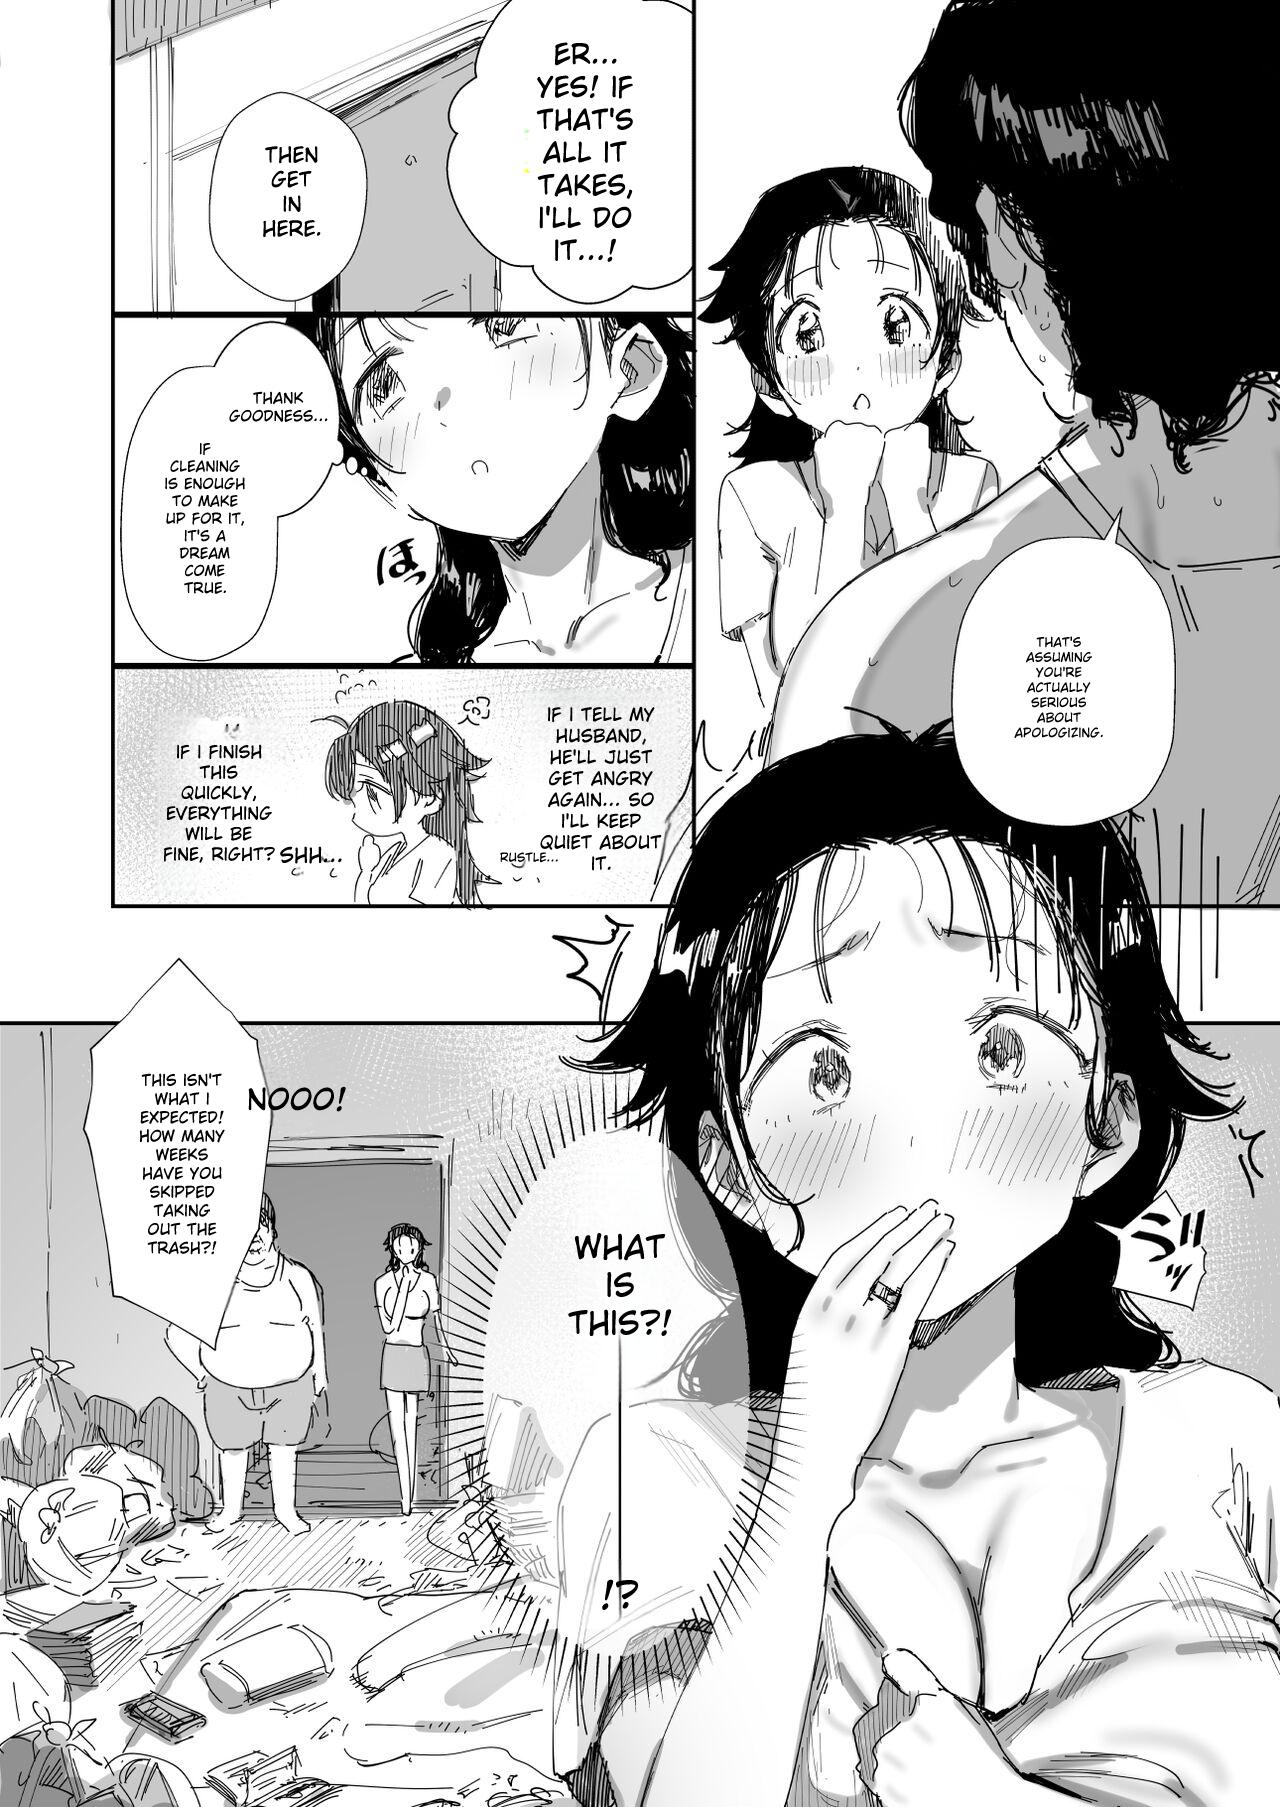 THAT'S
ASSUMING
YOU'RE
ACTUALLY
SERIOUS
ABOUT
APOLOGIZING.
ER...
YES! IF
THAT'S
ALL IT
TAKES,
I'LL DO
IT...!
THEN
GET
IN
HERE.
THANK
GOODNESS...
IF
CLEANING
IS ENOUGH
TO MAKE
UP FOR IT,
IT'S A
DREAM
COME
TRUE.
ほっ
IF I TELL MY
HUSBAND,
HE'LL JUST
GET ANGRY
AGAIN... SO
I'LL KEEP
QUIET ABOUT
IT.
RUSTLE...
IF I FINISH
THIS
QUICKLY,
EVERYTHING
WILL BE
FINE, RIGHT?
SHH...
WHAT
IS
THIS?!
!?
NOOO!
THIS ISN'T
WHAT I
EXPECTED!
HOW MANY
WEEKS
HAVE YOU
SKIPPED
TAKING
OUT THE
TRASH?!